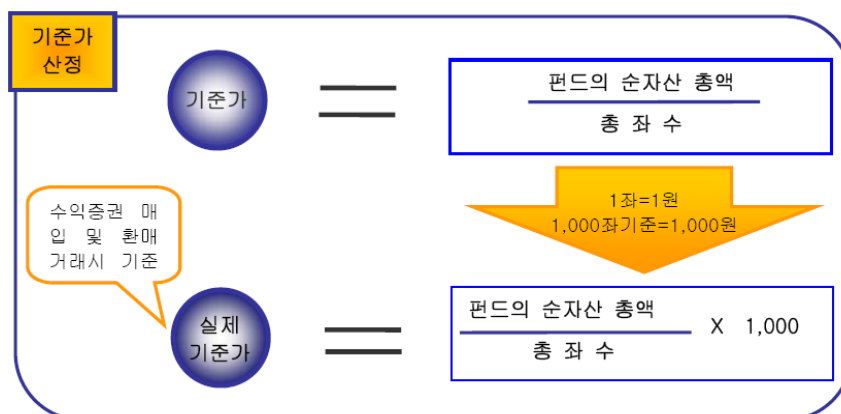 기준가
산정
기준가
펀드의 순자산 총액
총 좌 수
1좌=1원
1,000좌기준=1,000원
수익증권 매
입 및 환매
거래시 기준
실제
기준가
펀드의 순자산 총액
총 좌 수
X 1,000